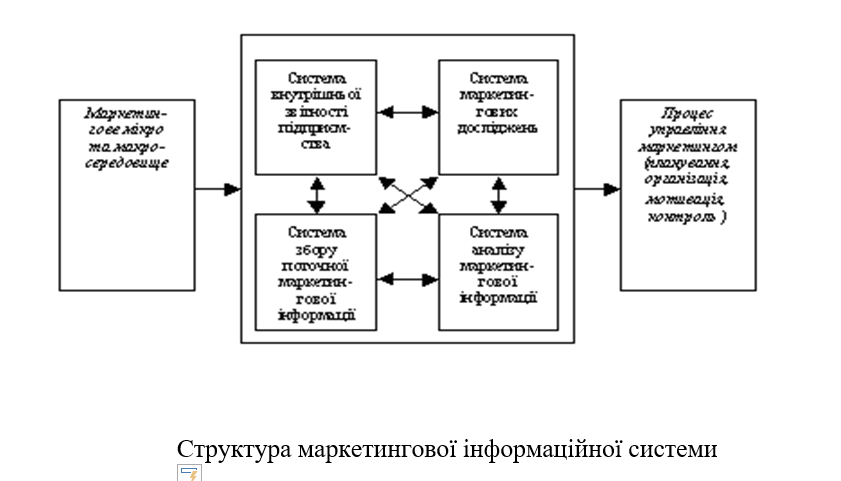 Маркетин-
гове мікро
та макро-
середовище
Система
внутрішньої
звітності
підприєм-
ства
Система
маркетин-
гових
досліджень
Система
збору
поточної
маркетин-
гової
інформації
Система
аналізу
маркетин-
гової
інформації
Процес
управління
маркетингом
(планування,
організація,
мотивація,
контроль )
Структура маркетингової інформаційної системи